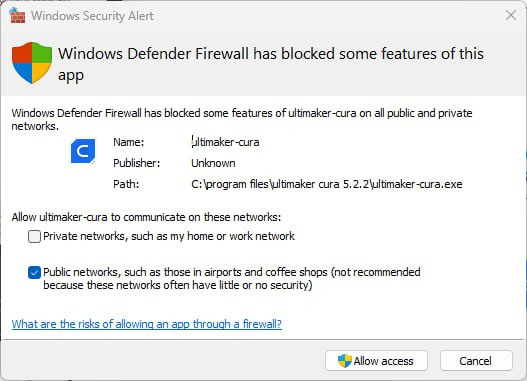 Windows Security Alert
Windows Defender Firewall has blocked some features of this
app
Windows Defender Firewall has blocked some features of ultimaker-cura on all public and private
networks.
Name: ultimaker-cura
Publisher: Unknown
Path: C:\program files\ultimaker cura 5.2.2\ultimaker-cura.exe
Allow ultimaker-cura to communicate on these networks:
Private networks, such as my home or work network
Public networks, such as those in airports and coffee shops (not recommended
because these networks often have little or no security)
What are the risks of allowing an app through a firewall?
Allow access Cancel